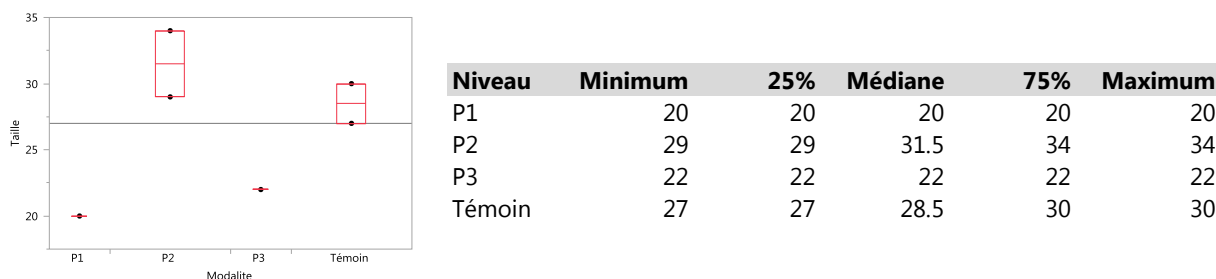 35
30
25
20
Taille
P1 P2 P3 Témoin
Modalite
Niveau Minimum 25% Médiane 75% Maximum
P1 20 20 20 20 20
P2 29 29 31.5 34 34
P3 22 22 22 22 22
Témoin 27 27 28.5 30 30